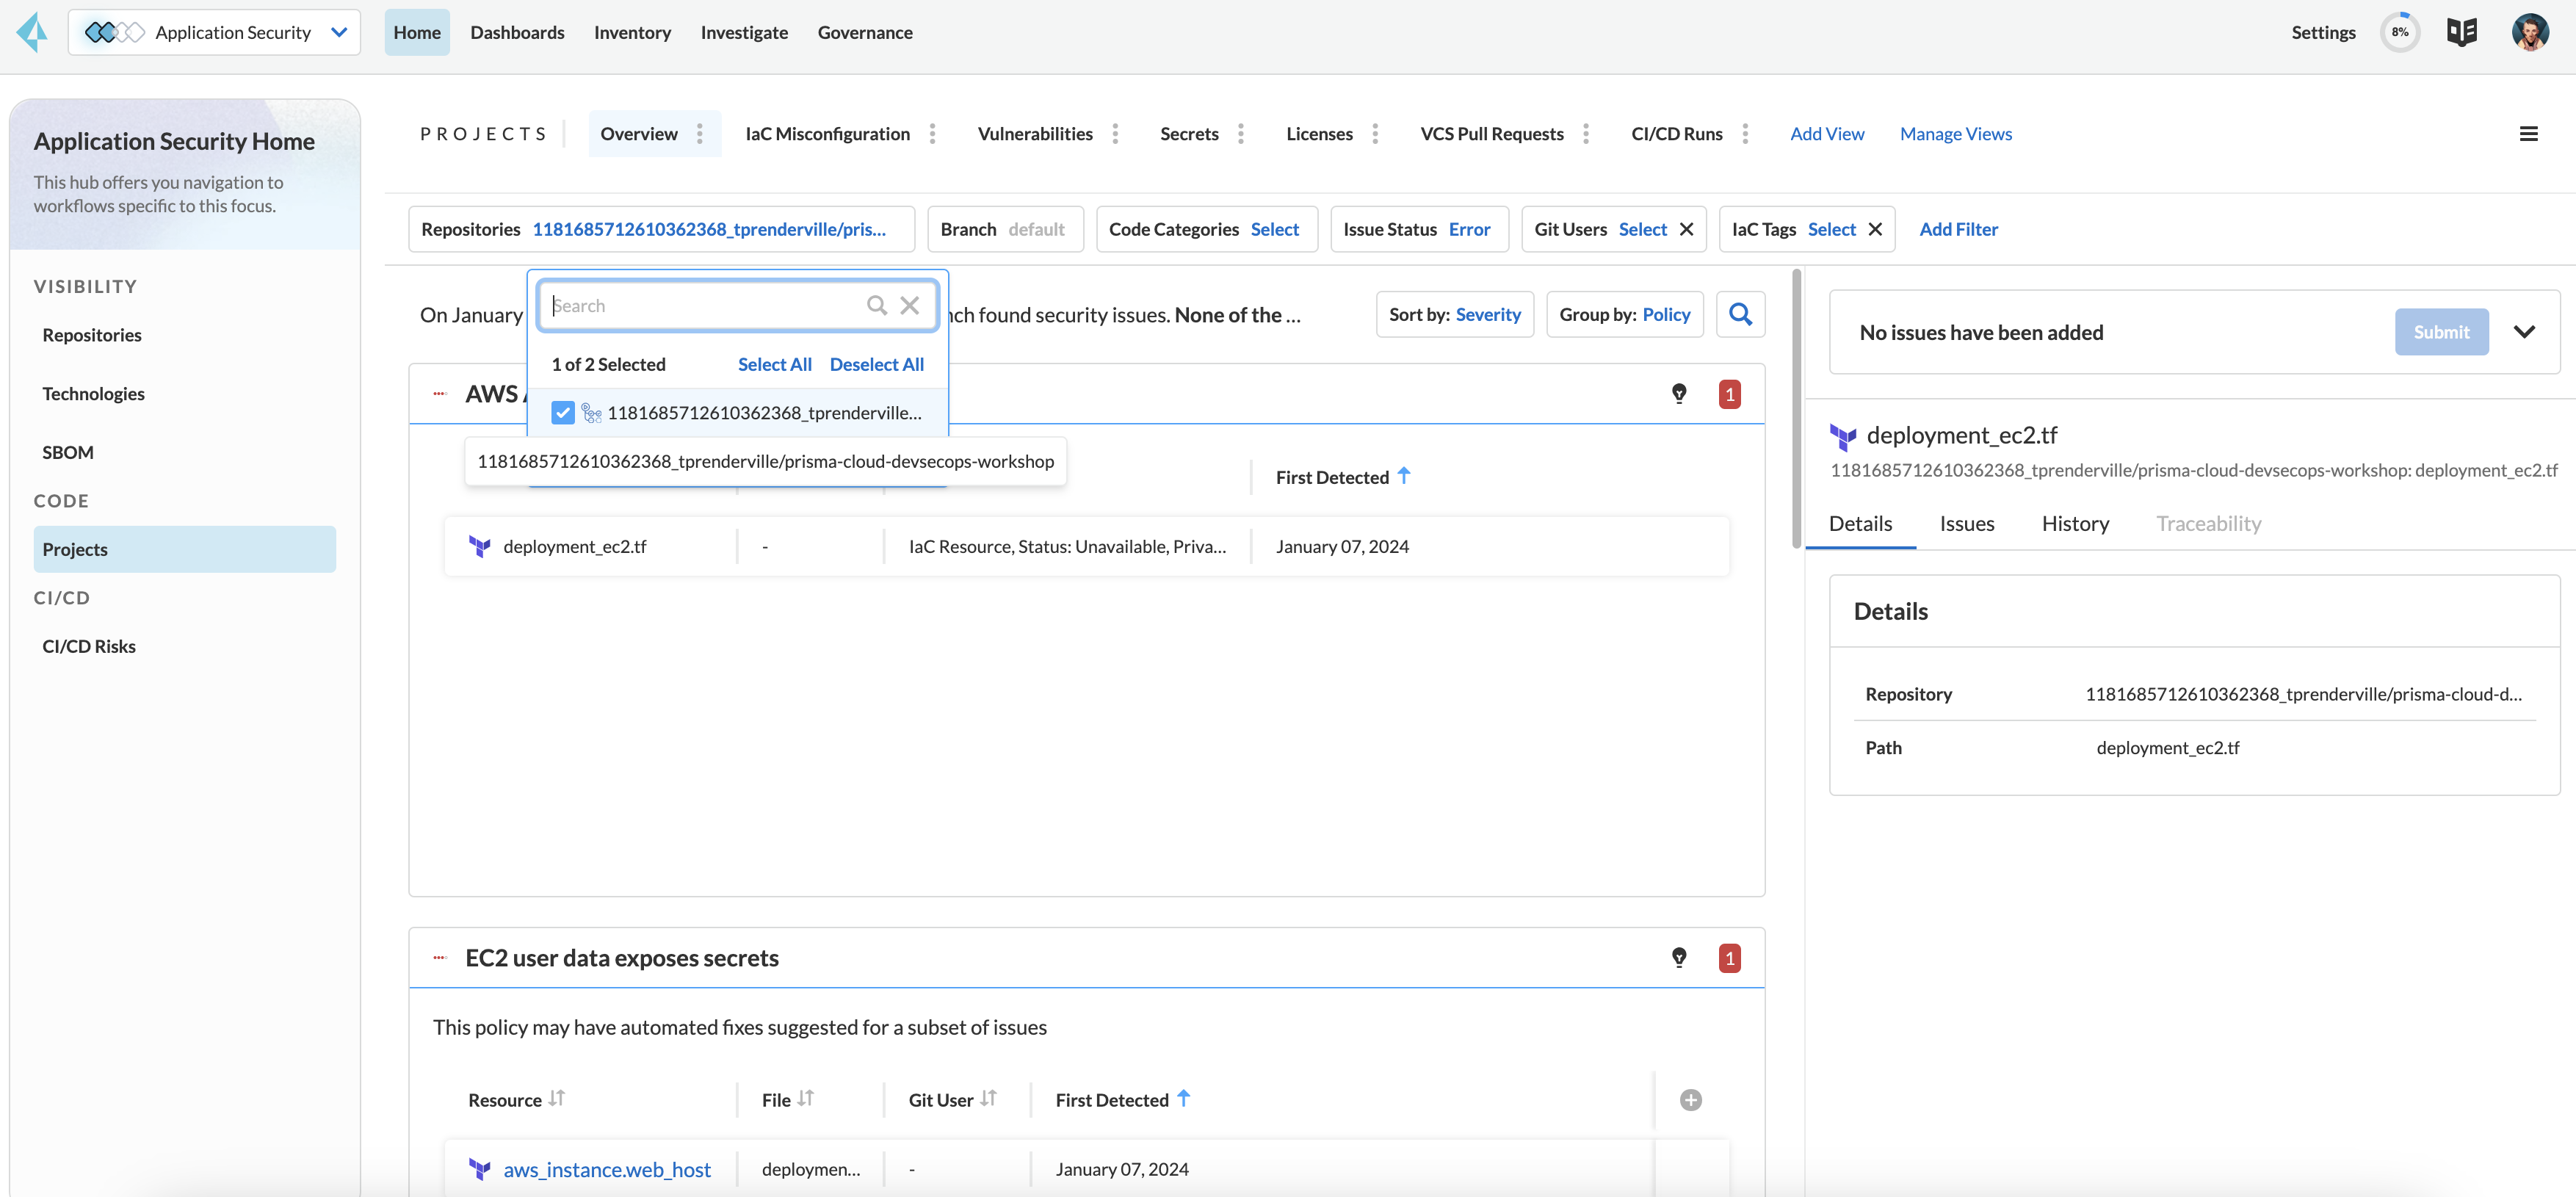 Application Security
Home
Dashboards
Inventory
Investigate
Governance
Settings
8%
Application Security Home
This hub offers you navigation to
workflows specific to this focus.
VISIBILITY
Repositories
Technologies
SBOM
CODE
Projects
CI/CD
CI/CD Risks
PROJECTS
Overview
IaC Misconfiguration
Vulnerabilities
Secrets
Licenses
VCS Pull Requests
CI/CD Runs
Add View
Manage Views
Repositories 1181685712610362368_tprenderville/pris...
Branch default
Code Categories Select
Issue Status Error
Git Users Select
IaC Tags Select
Add Filter
Search
1 of 2 Selected
Select All
Deselect All
1181685712610362368_tprenderville...
1181685712610362368_tprenderville/prisma-cloud-devsecops-workshop
On January
found security issues. None of the ...
Sort by: Severity
Group by: Policy
AWS
1
First Detected
deployment_ec2.tf
-
IaC Resource, Status: Unavailable, Priva...
January 07, 2024
EC2 user data exposes secrets
1
This policy may have automated fixes suggested for a subset of issues
Resource
File
Git User
First Detected
aws_instance.web_host
deploymen...
-
January 07, 2024
No issues have been added
Submit
deployment_ec2.tf
1181685712610362368_tprenderville/prisma-cloud-devsecops-workshop: deployment_ec2.tf
Details
Issues
History
Traceability
Details
Repository
1181685712610362368_tprenderville/prisma-cloud-d...
Path
deployment_ec2.tf